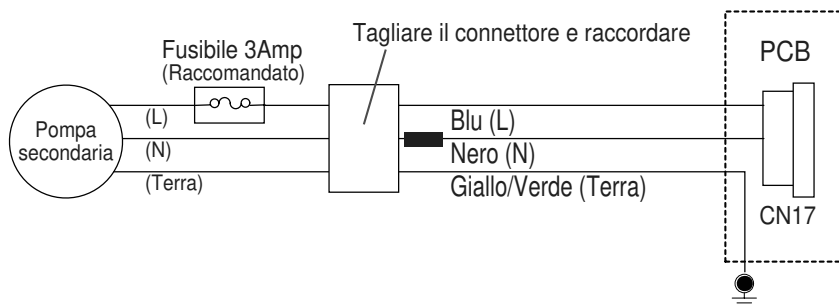 Tagliare il connettore e raccordare
Fusibile 3Amp
(Raccomandato)
PCB
Pompa
secondaria
(L)
(N)
(Terra)
Blu (L)
Nero (N)
Giallo/Verde (Terra)
CN17